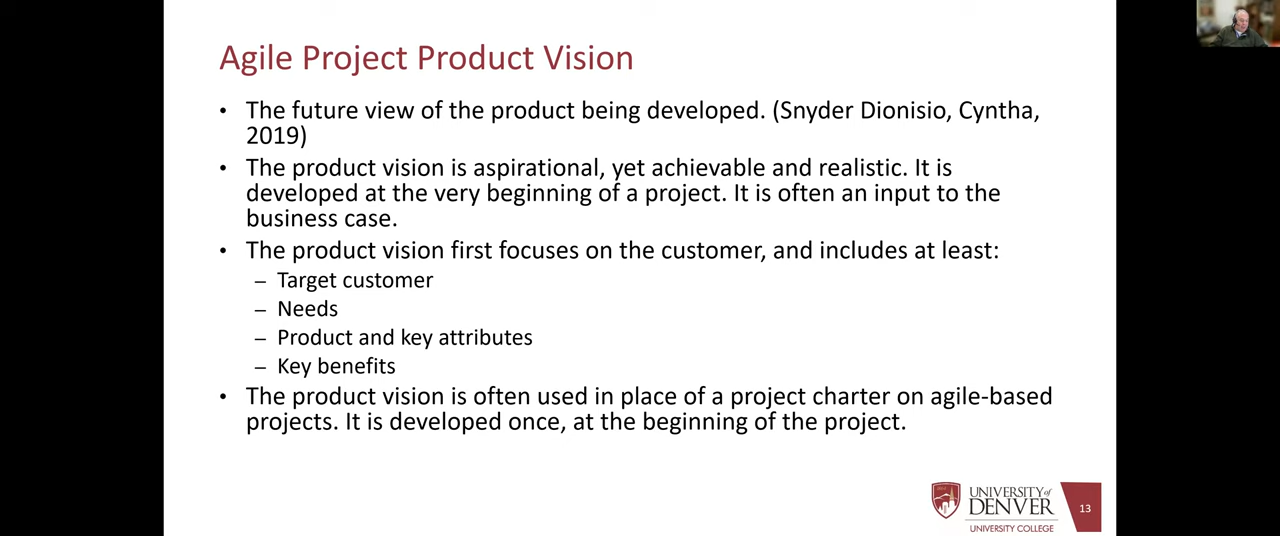 Agile Project Product Vision
• The future view of the product being developed. (Snyder Dionisio, Cyntha,
2019)
• The product vision is aspirational, yet achievable and realistic. It is
developed at the very beginning of a project. It is often an input to the
business case.
• The product vision first focuses on the customer, and includes at least:
– Target customer
– Needs
– Product and key attributes
– Key benefits
• The product vision is often used in place of a project charter on agile-based
projects. It is developed once, at the beginning of the project.
UNIVERSITY of
DENVER
UNIVERSITY COLLEGE
13